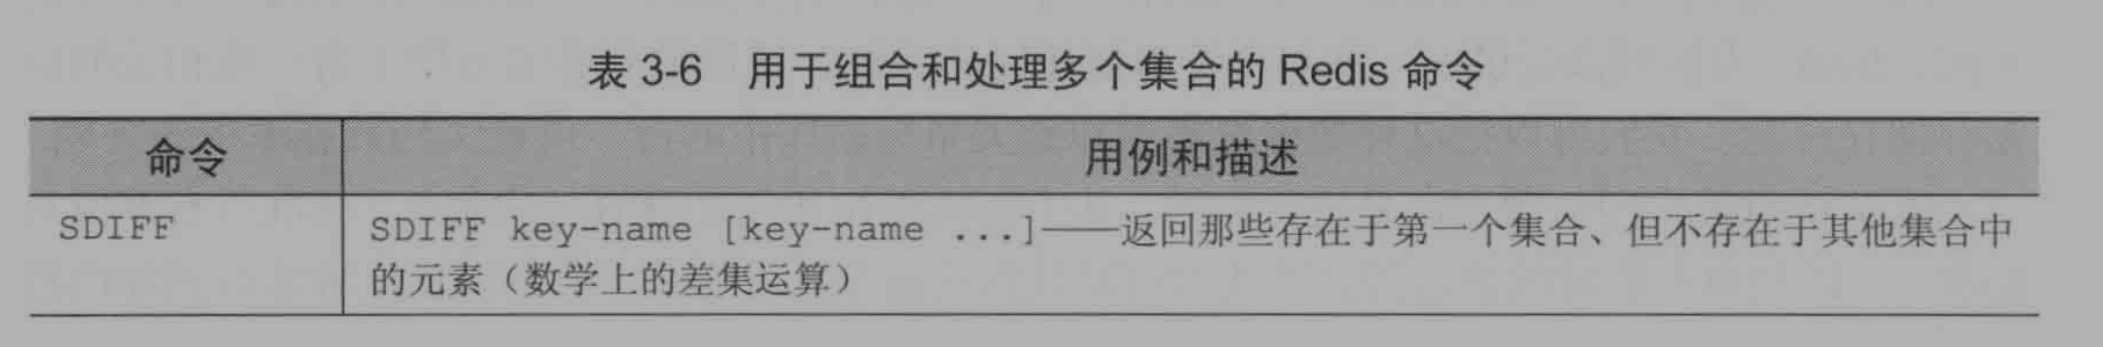 表 3-6 用于组合和处理多个集合的 Redis 命令
命令 用例和描述
SDIFF SDIFF key-name [key-name ...]——返回那些存在于第一个集合、但不存在于其他集合中
的元素（数学上的差集运算）